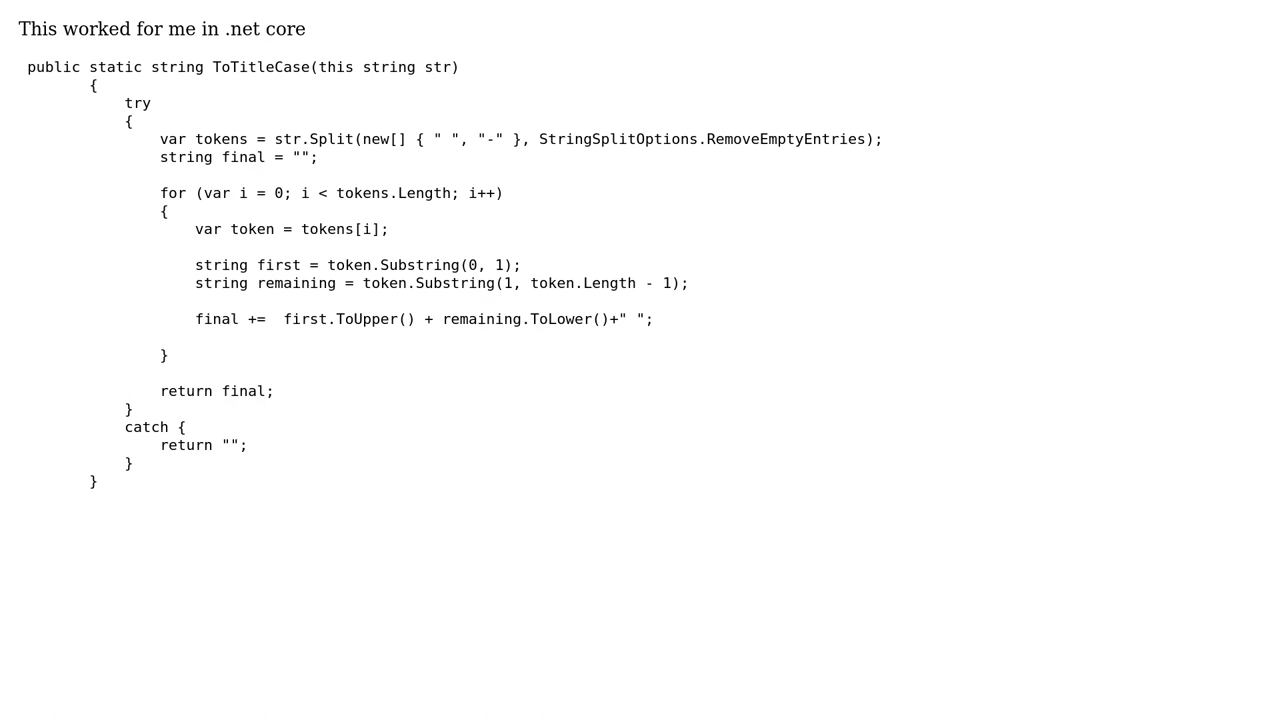 This worked for me in .net core
public static string ToTitleCase(this string str)
        {
            try
            {
                var tokens = str.Split(new[] { " ", "-" }, StringSplitOptions.RemoveEmptyEntries);
                string final = "";

                for (var i = 0; i < tokens.Length; i++)
                {
                    var token = tokens[i];

                    string first = token.Substring(0, 1);
                    string remaining = token.Substring(1, token.Length - 1);

                    final +=  first.ToUpper() + remaining.ToLower()+" ";

                }

                return final;
            }
            catch {
                return "";
            }
        }